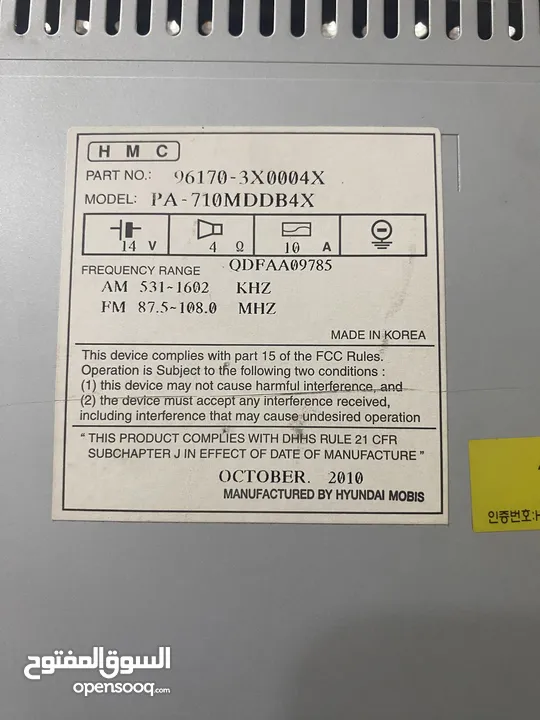 H M C
PART NO.: 96170-3X0004X
MODEL: PA-710MDDB4X
14 V 4 Ω 10 A
FREQUENCY RANGE QDFAA09785
AM 531~1602 KHZ
FM 87.5~108.0 MHZ
MADE IN KOREA
This device complies with part 15 of the FCC Rules.
Operation is Subject to the following two conditions :
(1) this device may not cause harmful interference, and
(2) the device must accept any interference received,
including interference that may cause undesired operation
“ THIS PRODUCT COMPLIES WITH DHHS RULE 21 CFR
SUBCHAPTER J IN EFFECT OF DATE OF MANUFACTURE ”
OCTOBER. 2010
MANUFACTURED BY HYUNDAI MOBIS
인증번호:H
السوق المفتوح
opensooq.com